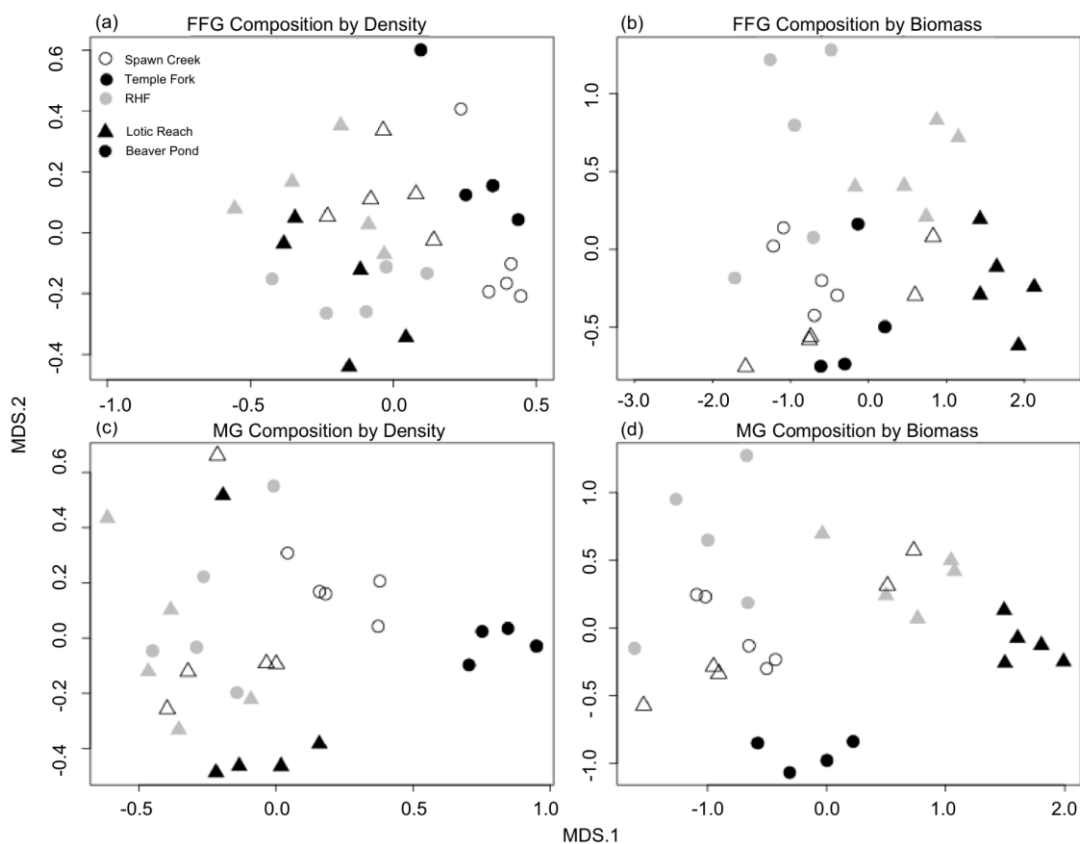 (a) FFG Composition by Density
(b) FFG Composition by Biomass
Spawn Creek
Temple Fork
RHF
Lotic Reach
Beaver Pond
0.6
0.4
0.2
0.0
-0.2
-0.4
-1.0 -0.5 0.0 0.5
1.0
0.5
0.0
-0.5
-3.0 -2.0 -1.0 0.0 1.0 2.0
MDS.2
(c) MG Composition by Density
(d) MG Composition by Biomass
0.6
0.4
0.2
0.0
-0.2
-0.4
-0.5 0.0 0.5 1.0
1.0
0.5
0.0
-0.5
-1.0
-1.0 0.0 1.0 2.0
MDS.1